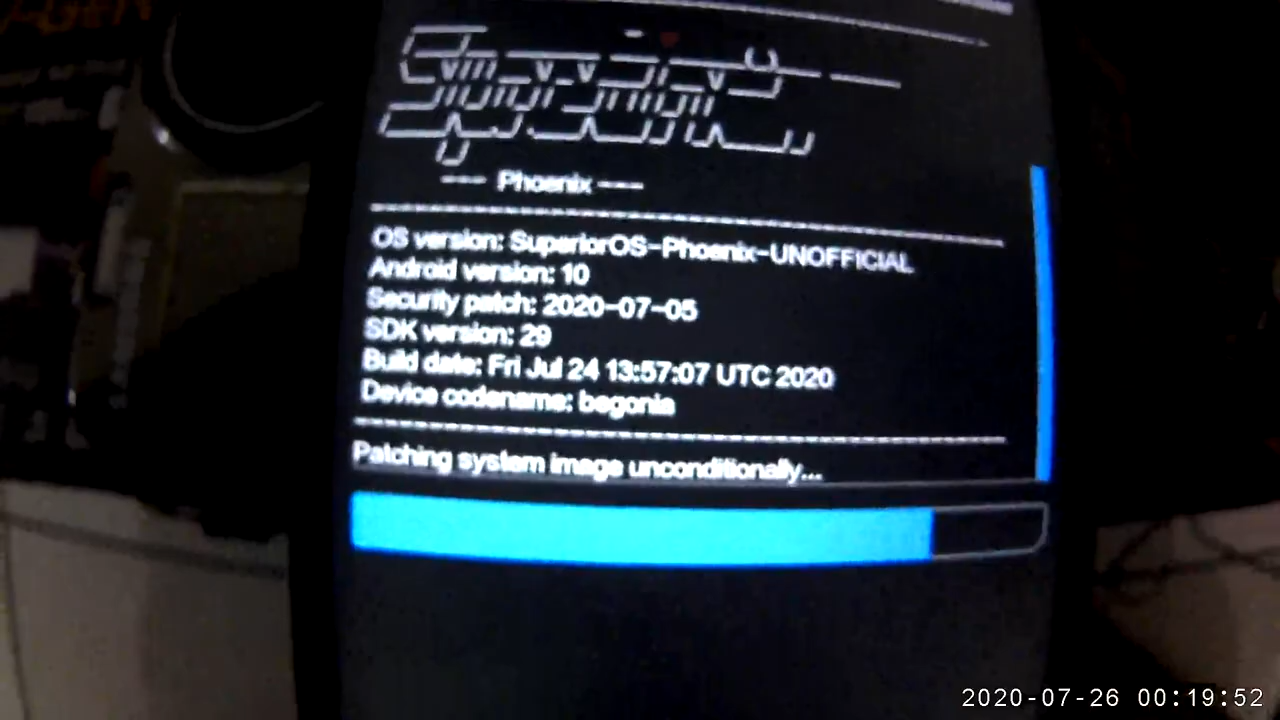 --- Phoenix ---
OS version: SuperiorOS-Phoenix-UNOFFICIAL
Android version: 10
Security patch: 2020-07-05
SDK version: 29
Build date: Fri Jul 24 13:57:07 UTC 2020
Device codename: begonia
Patching system image unconditionally...
2020-07-26 00:19:52